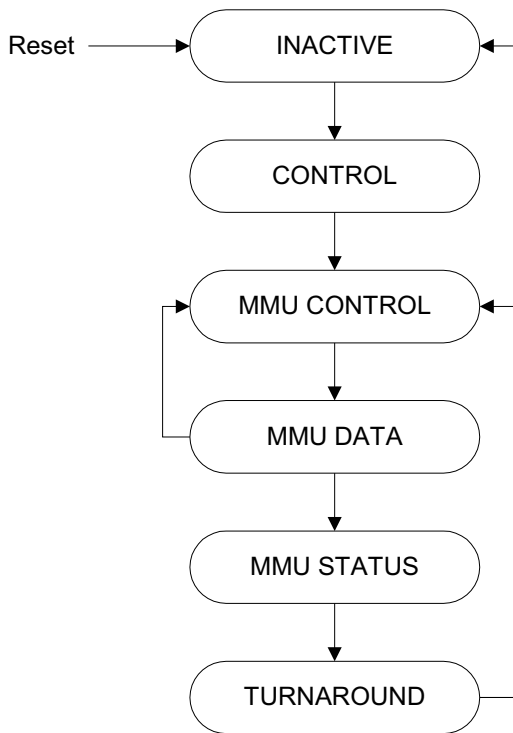 Reset
INACTIVE
CONTROL
MMU CONTROL
MMU DATA
MMU STATUS
TURNAROUND